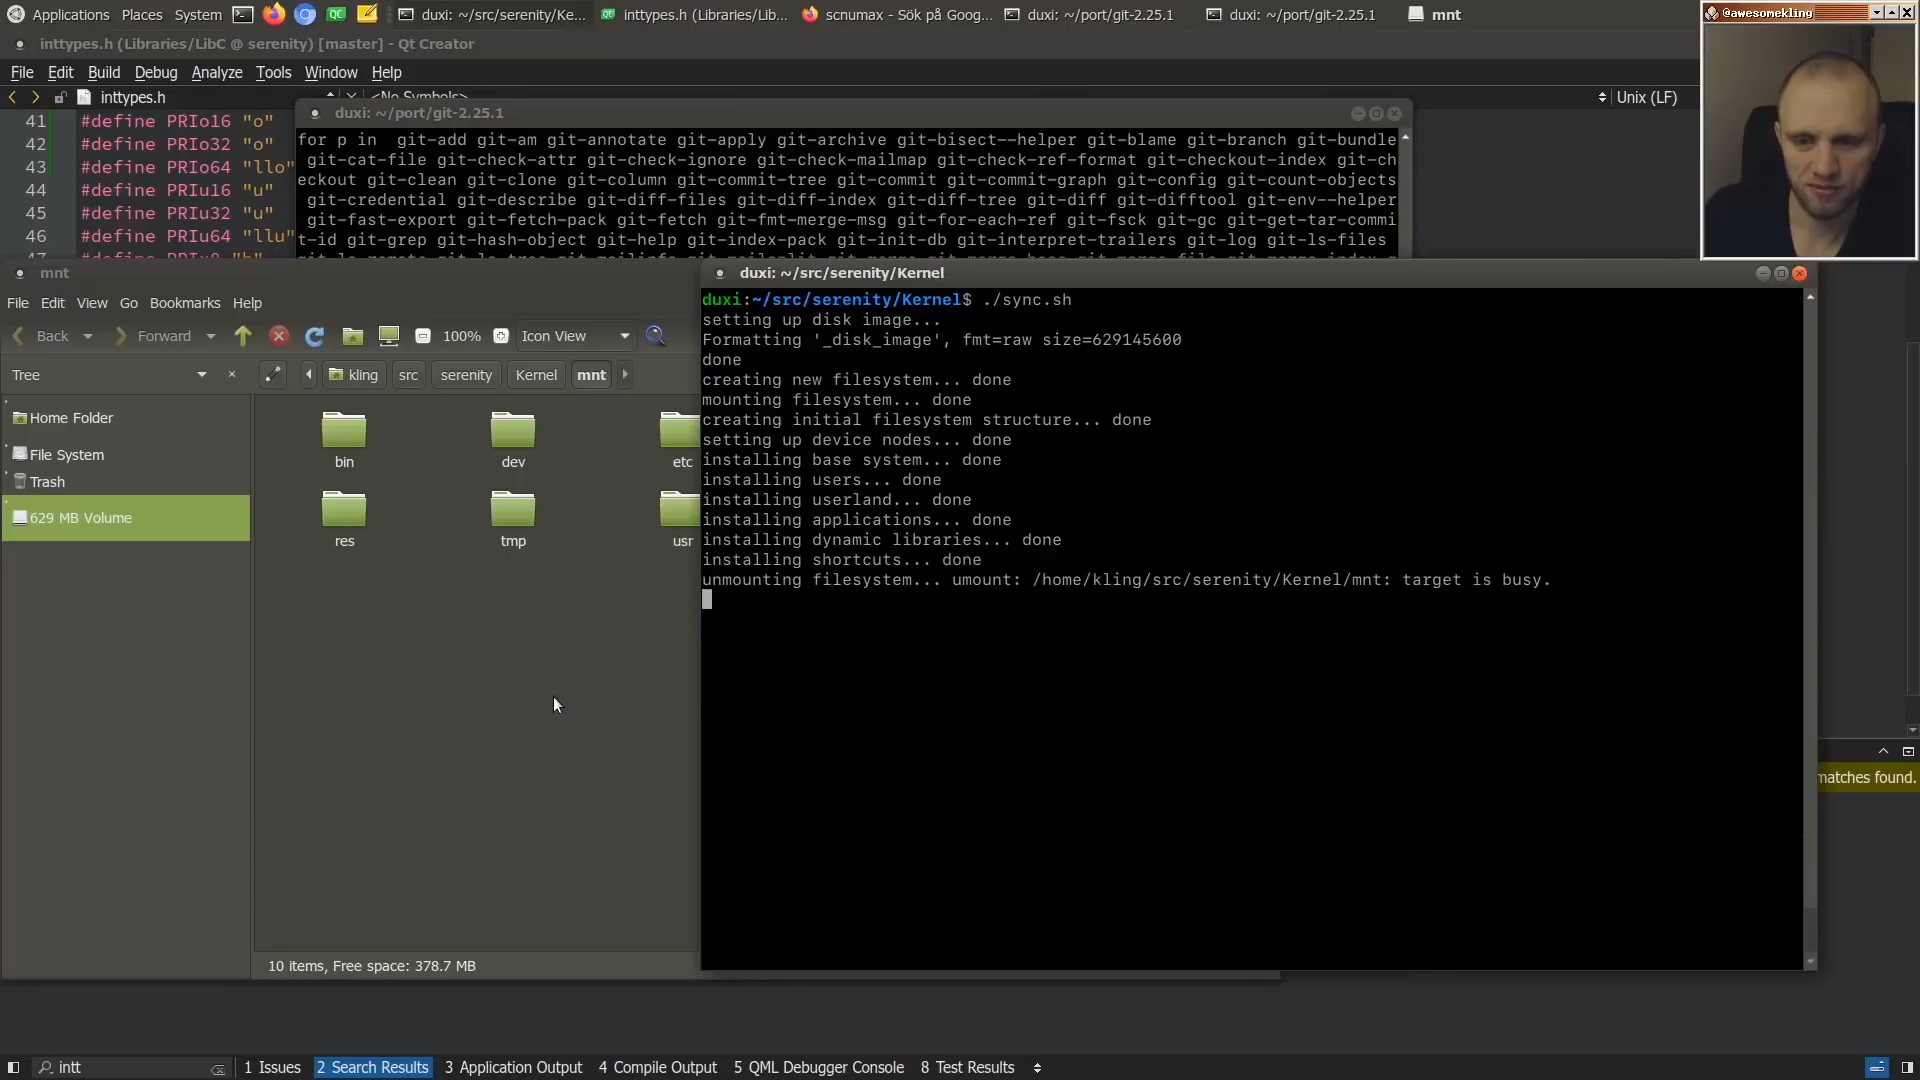 Applications Places System duxi: ~/src/serenity/Ke... inttypes.h (Libraries/Lib... scnumax - Sök på Goog... duxi: ~/port/git-2.25.1 duxi: ~/port/git-2.25.1 mnt
@awesomekling
inttypes.h (Libraries/LibC @ serenity) [master] - Qt Creator
File Edit Build Debug Analyze Tools Window Help
inttypes.h <No Symbols> Unix (LF)
41 #define PRIo16 "o"
42 #define PRIo32 "o"
43 #define PRIo64 "llo"
44 #define PRIu16 "u"
45 #define PRIu32 "u"
46 #define PRIu64 "llu"
duxi: ~/port/git-2.25.1
for p in git-add git-am git-annotate git-apply git-archive git-bisect--helper git-blame git-branch git-bundle
git-cat-file git-check-attr git-check-ignore git-check-mailmap git-check-ref-format git-checkout-index git-ch
eckout git-clean git-clone git-column git-commit-tree git-commit git-commit-graph git-config git-count-objects
git-credential git-describe git-diff-files git-diff-index git-diff-tree git-diff git-difftool git-env--helper
git-fast-export git-fetch-pack git-fetch git-fmt-merge-msg git-for-each-ref git-fsck git-gc git-get-tar-commi
t-id git-grep git-hash-object git-help git-index-pack git-init-db git-interpret-trailers git-log git-ls-files
mnt
File Edit View Go Bookmarks Help
Back Forward 100% Icon View
Tree kling src serenity Kernel mnt
Home Folder
File System
Trash
629 MB Volume
bin dev etc
res tmp usr
10 items, Free space: 378.7 MB
duxi: ~/src/serenity/Kernel
duxi:~/src/serenity/Kernel$ ./sync.sh
setting up disk image...
Formatting '_disk_image', fmt=raw size=629145600
done
creating new filesystem... done
mounting filesystem... done
creating initial filesystem structure... done
setting up device nodes... done
installing base system... done
installing users... done
installing userland... done
installing applications... done
installing dynamic libraries... done
installing shortcuts... done
unmounting filesystem... umount: /home/kling/src/serenity/Kernel/mnt: target is busy.
matches found.
intt 1 Issues 2 Search Results 3 Application Output 4 Compile Output 5 QML Debugger Console 8 Test Results